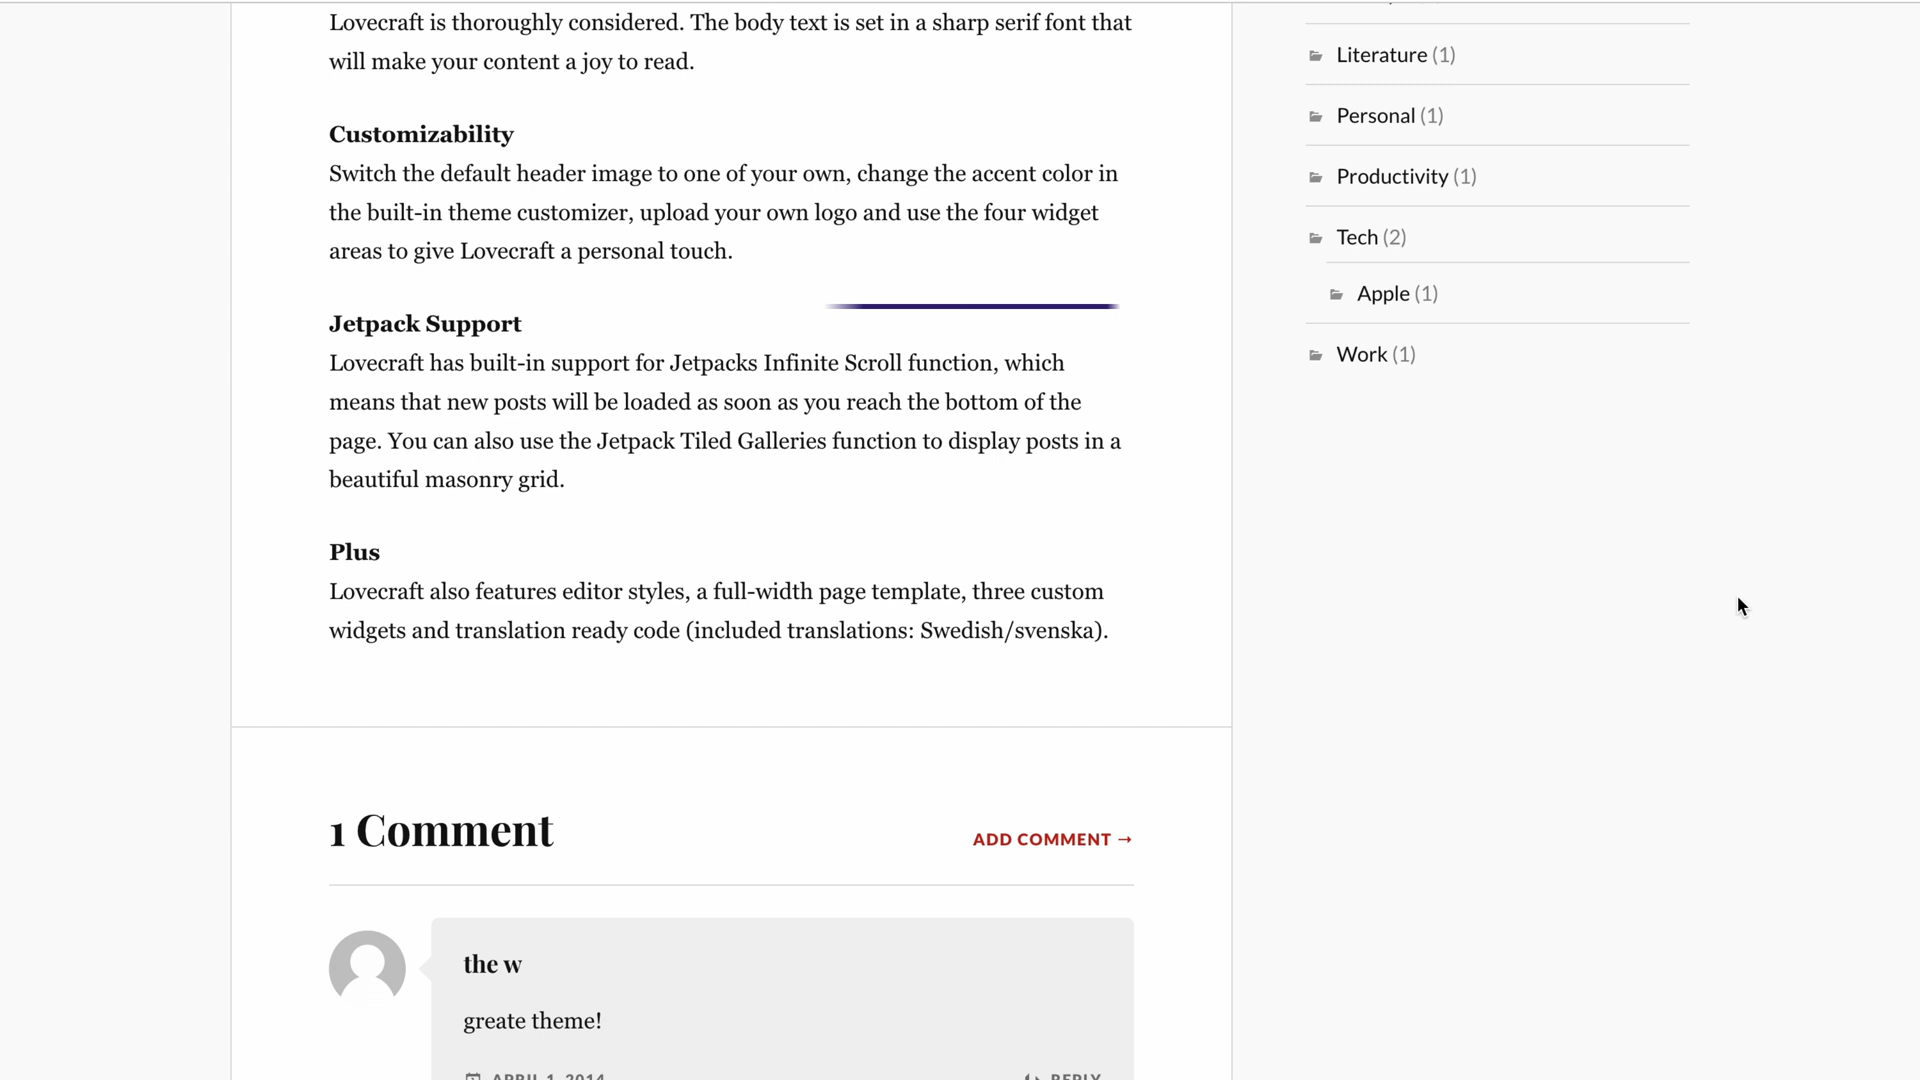 Lovecraft is thoroughly considered. The body text is set in a sharp serif font that
will make your content a joy to read.
Customizability
Switch the default header image to one of your own, change the accent color in
the built-in theme customizer, upload your own logo and use the four widget
areas to give Lovecraft a personal touch.
Jetpack Support
Lovecraft has built-in support for Jetpacks Infinite Scroll function, which
means that new posts will be loaded as soon as you reach the bottom of the
page. You can also use the Jetpack Tiled Galleries function to display posts in a
beautiful masonry grid.
Plus
Lovecraft also features editor styles, a full-width page template, three custom
widgets and translation ready code (included translations: Swedish/svenska).
1 Comment
ADD COMMENT →
the w
greate theme!
APRIL 1, 2014
REPLY
Literature (1)
Personal (1)
Productivity (1)
Tech (2)
Apple (1)
Work (1)